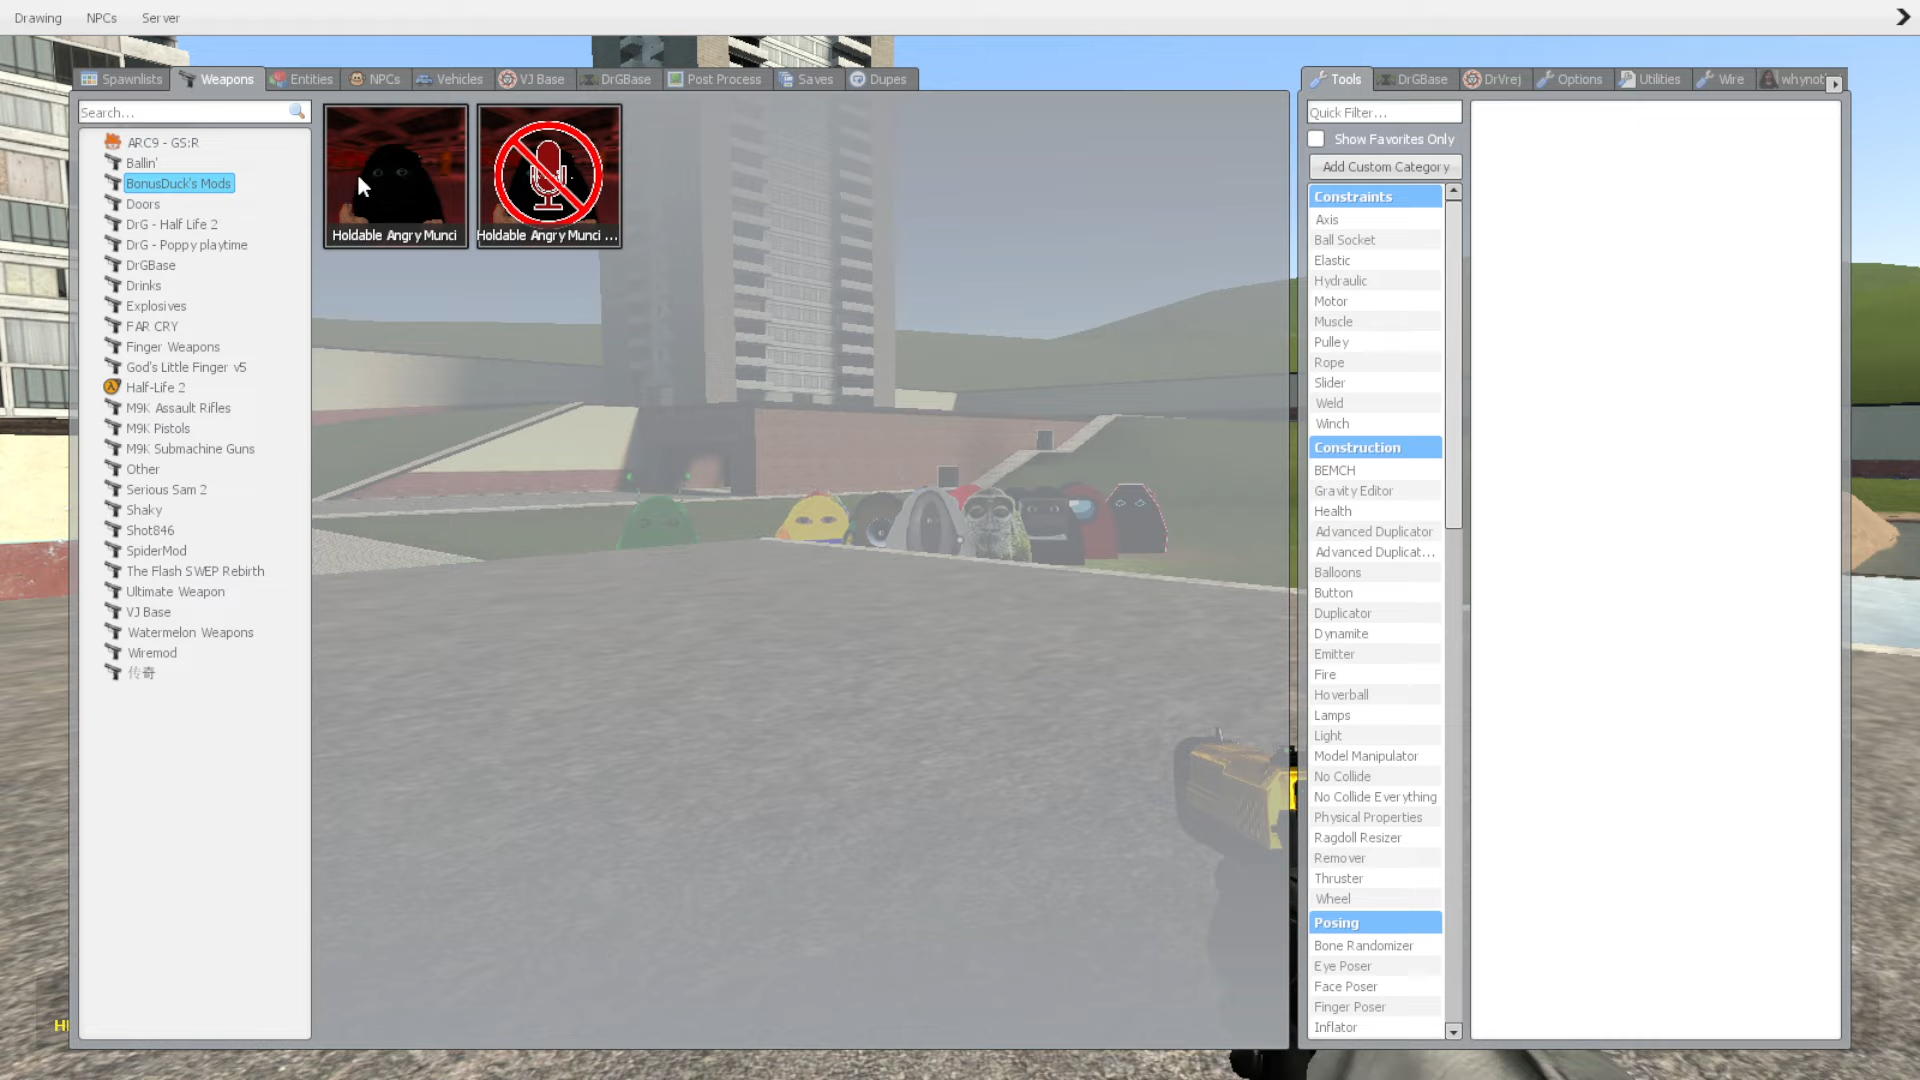 Drawing NPCs Server
Spawnlists Weapons Entities NPCs Vehicles VJ Base DrGBase Post Process Saves Dupes
Search...
ARC9 - GS:R
Ballin'
BonusDuck's Mods
Doors
DrG - Half Life 2
DrG - Poppy playtime
DrGBase
Drinks
Explosives
FAR CRY
Finger Weapons
God's Little Finger v5
Half-Life 2
M9K Assault Rifles
M9K Pistols
M9K Submachine Guns
Other
Serious Sam 2
Shaky
Shot846
SpiderMod
The Flash SWEP Rebirth
Ultimate Weapon
VJ Base
Watermelon Weapons
Wiremod
传奇
Holdable Angry Munci
Holdable Angry Munci ...
Tools DrGBase DrVrej Options Utilities Wire whynot
Quick Filter...
Show Favorites Only
Add Custom Category
Constraints
Axis
Ball Socket
Elastic
Hydraulic
Motor
Muscle
Pulley
Rope
Slider
Weld
Winch
Construction
BEMCH
Gravity Editor
Health
Advanced Duplicator
Advanced Duplicat...
Balloons
Button
Duplicator
Dynamite
Emitter
Fire
Hoverball
Lamps
Light
Model Manipulator
No Collide
No Collide Everything
Physical Properties
Ragdoll Resizer
Remover
Thruster
Wheel
Posing
Bone Randomizer
Eye Poser
Face Poser
Finger Poser
Inflator